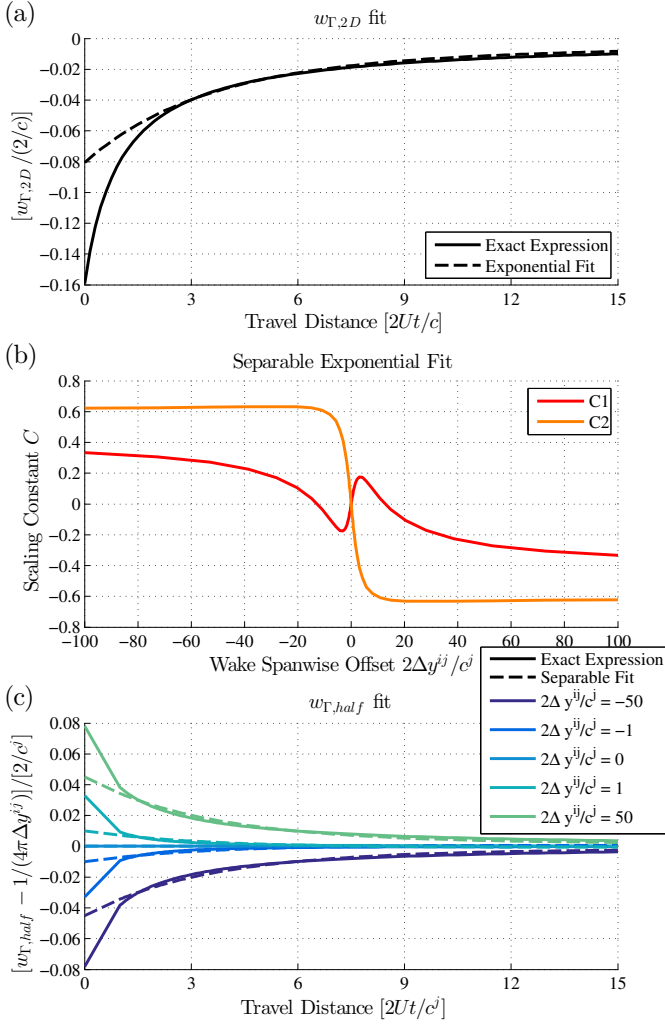 (a)
w_{Γ,2D} fit
[w_{Γ,2D}/(2/c)]
0
−0.02
−0.04
−0.06
−0.08
−0.1
−0.12
−0.14
−0.16
0 3 6 9 12 15
Travel Distance [2Ut/c]
Exact Expression
Exponential Fit
(b)
Separable Exponential Fit
Scaling Constant C
0.8
0.6
0.4
0.2
0
−0.2
−0.4
−0.6
−0.8
−100 −80 −60 −40 −20 0 20 40 60 80 100
Wake Spanwise Offset 2Δy^{ij}/c^j
C1
C2
(c)
w_{Γ,half} fit
[w_{Γ,half} − 1/(4πΔy^{ij})]/[2/c^j]
0.08
0.06
0.04
0.02
0
−0.02
−0.04
−0.06
−0.08
0 3 6 9 12 15
Travel Distance [2Ut/c^j]
Exact Expression
Separable Fit
2Δ y^{ij}/c^j = −50
2Δ y^{ij}/c^j = −1
2Δ y^{ij}/c^j = 0
2Δ y^{ij}/c^j = 1
2Δ y^{ij}/c^j = 50